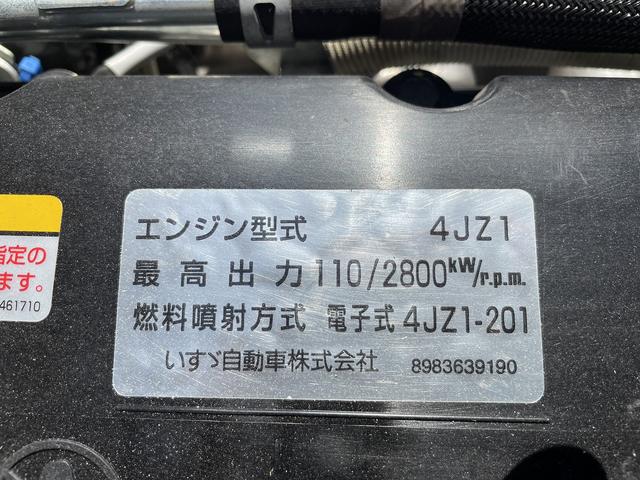 エンジン型式 4JZ1
最高出力 110/2800kW/r.p.m.
燃料噴射方式 電子式 4JZ1-201
いすゞ自動車株式会社 8983639190
指定の
ます。
461710